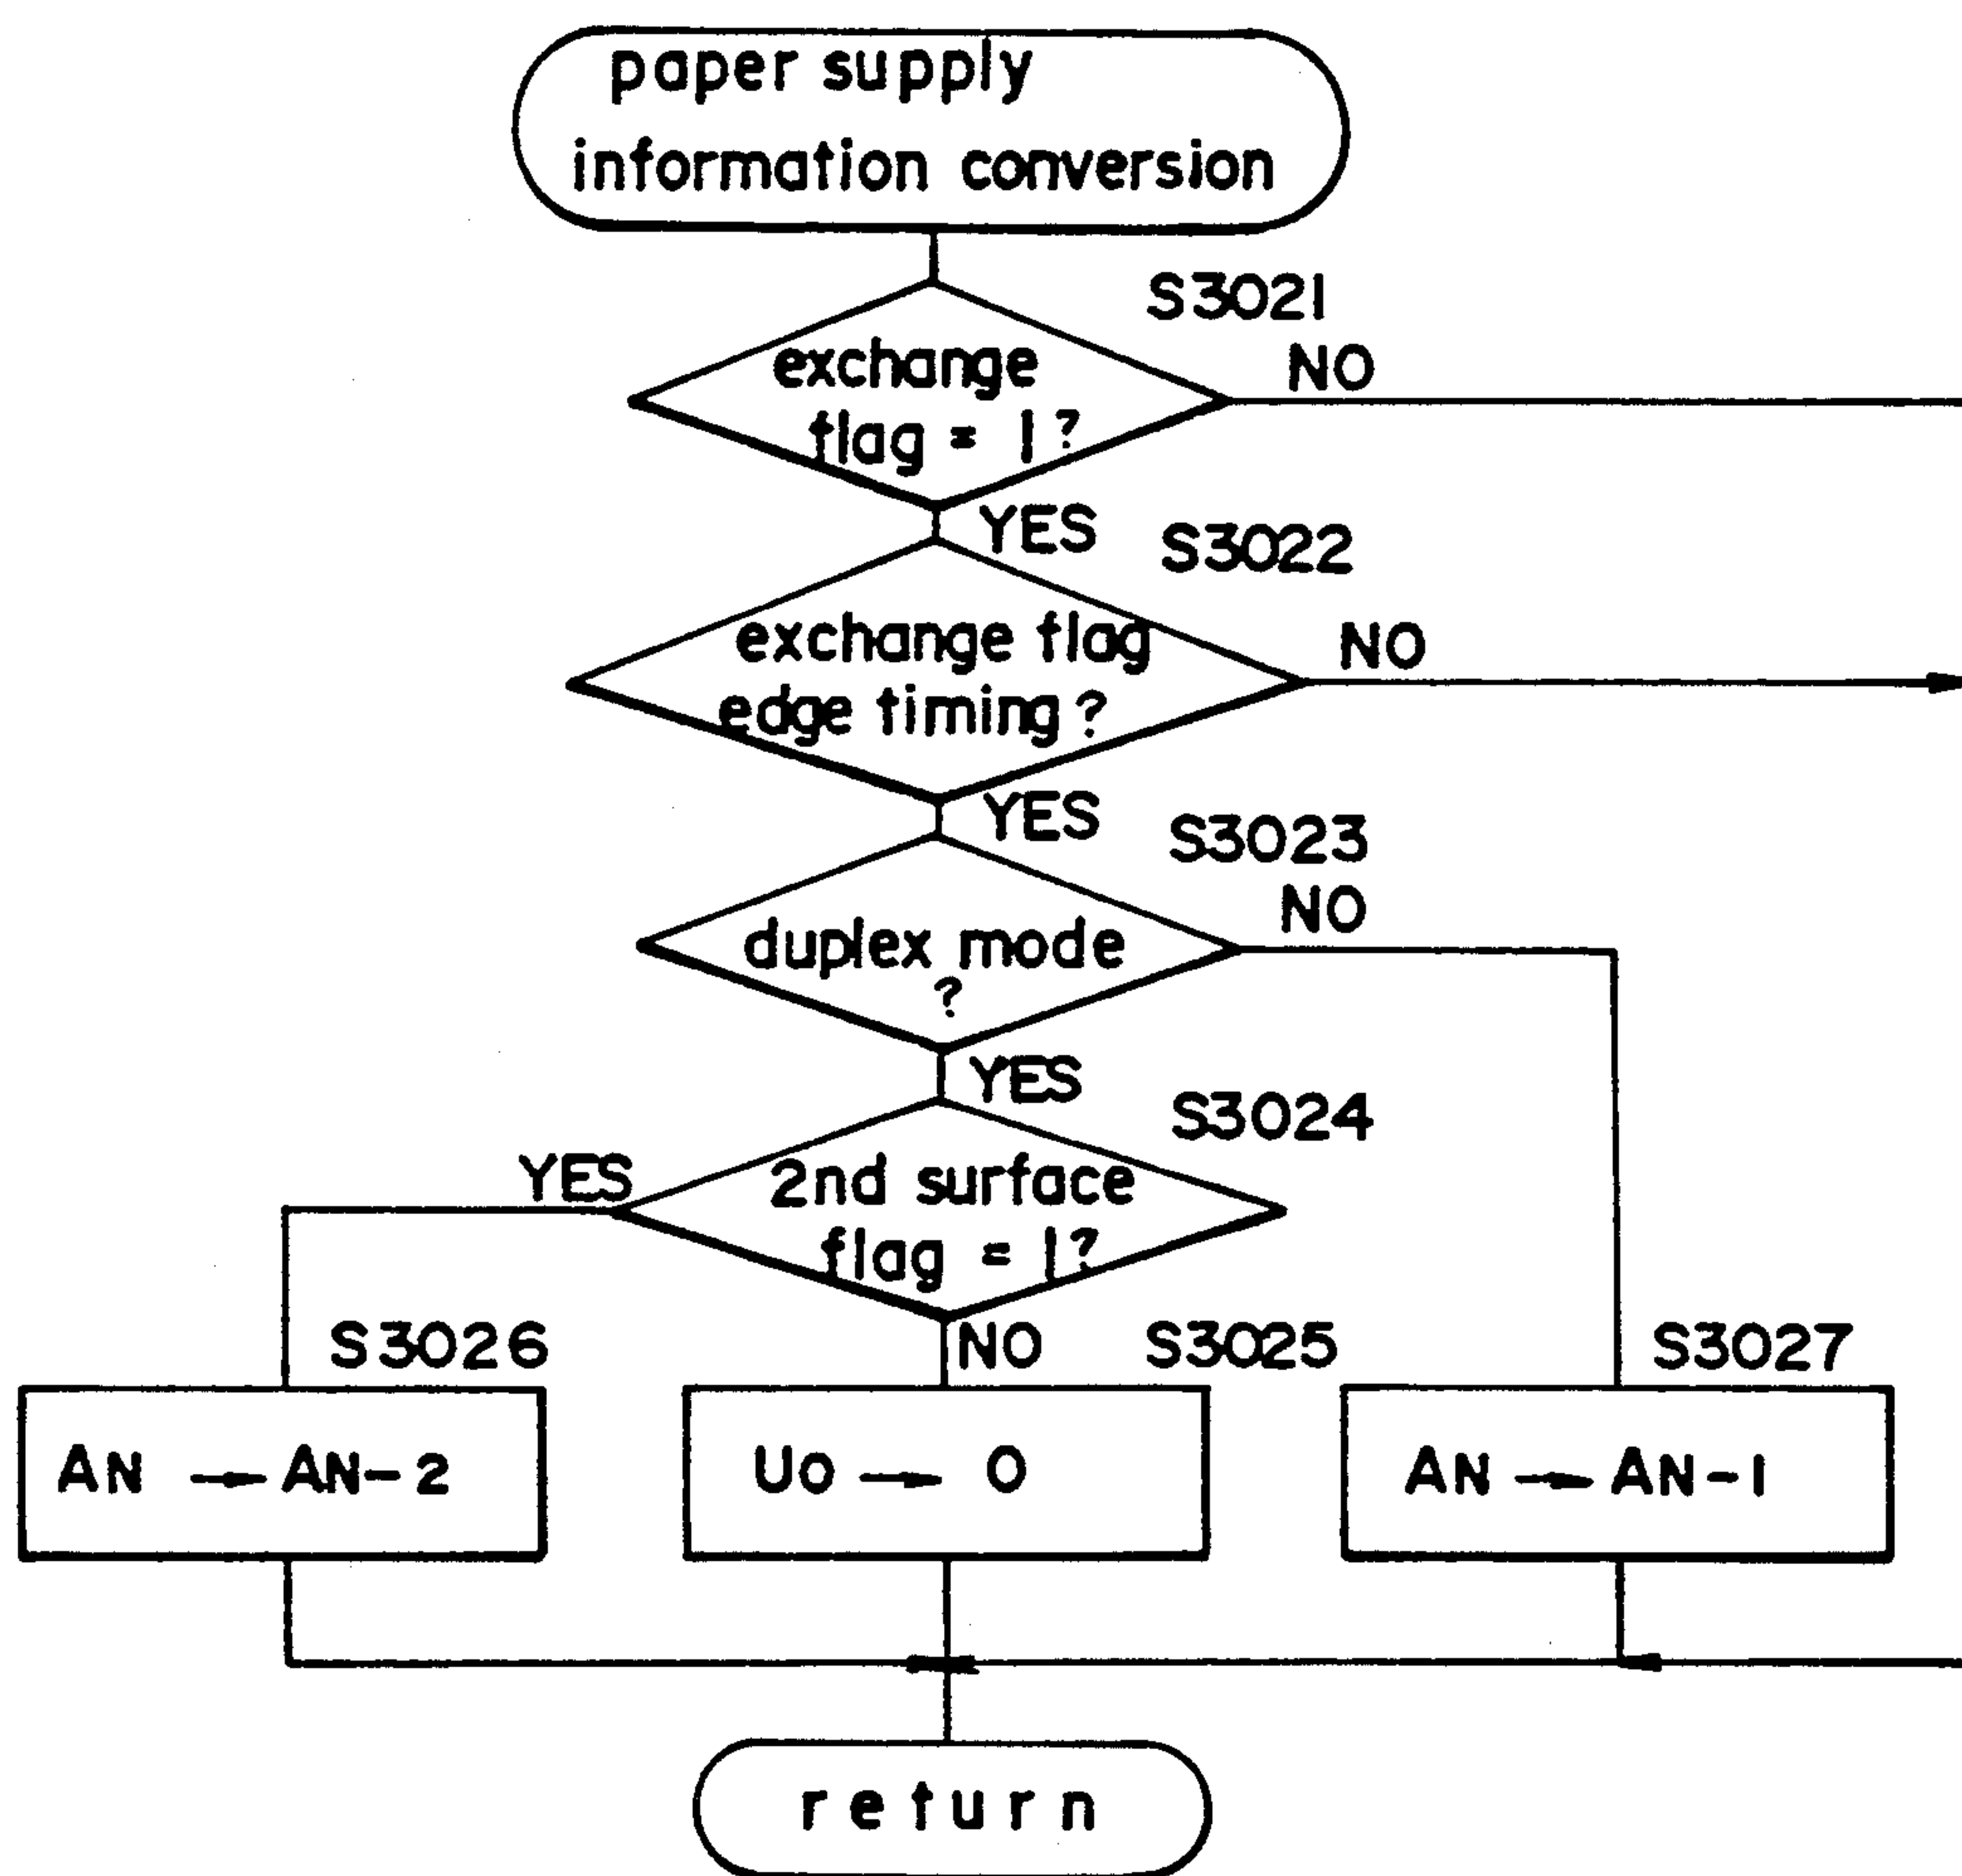 paper supply
information conversion
S3021
exchange
flag = 1?
NO
YES
S3022
exchange flag
edge timing?
NO
YES
S3023
NO
duplex mode
?
YES
S3024
YES
2nd surface
flag = 1?
S3026
NO
S3025
S3027
AN → AN-2
U0 → 0
AN → AN-1
return